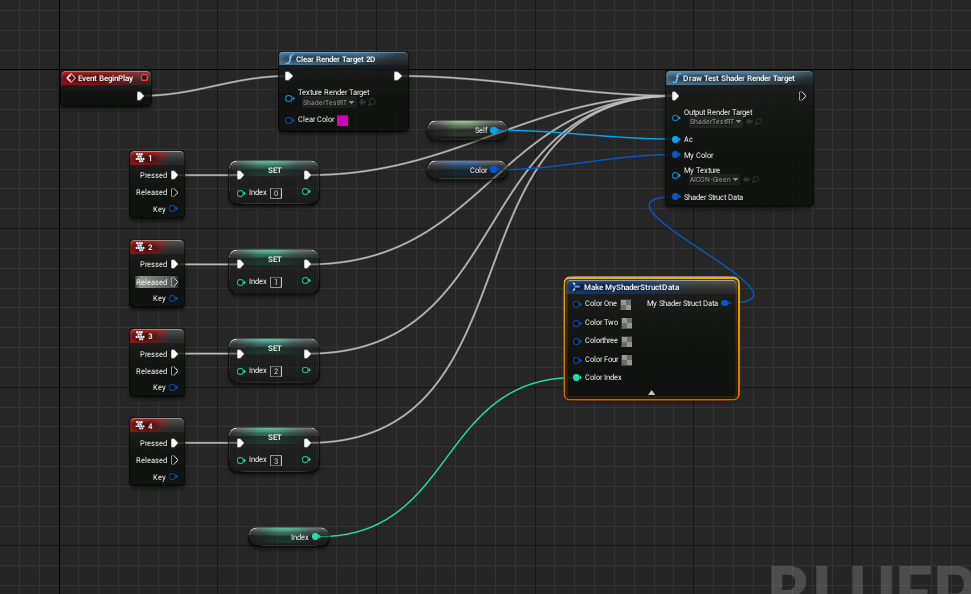 Event BeginPlay
f Clear Render Target 2D
Texture Render Target
ShaderTestRT
Clear Color
f Draw Test Shader Render Target
Output Render Target
ShaderTestRT
Ac
My Color
My Texture
AICON-Green
Shader Struct Data
Self
Color
1
Pressed
Released
Key
SET
Index 0
2
Pressed
Released
Key
SET
Index 1
3
Pressed
Released
Key
SET
Index 2
4
Pressed
Released
Key
SET
Index 3
Make MyShaderStructData
Color One
My Shader Struct Data
Color Two
Colorthree
Color Four
Color Index
Index